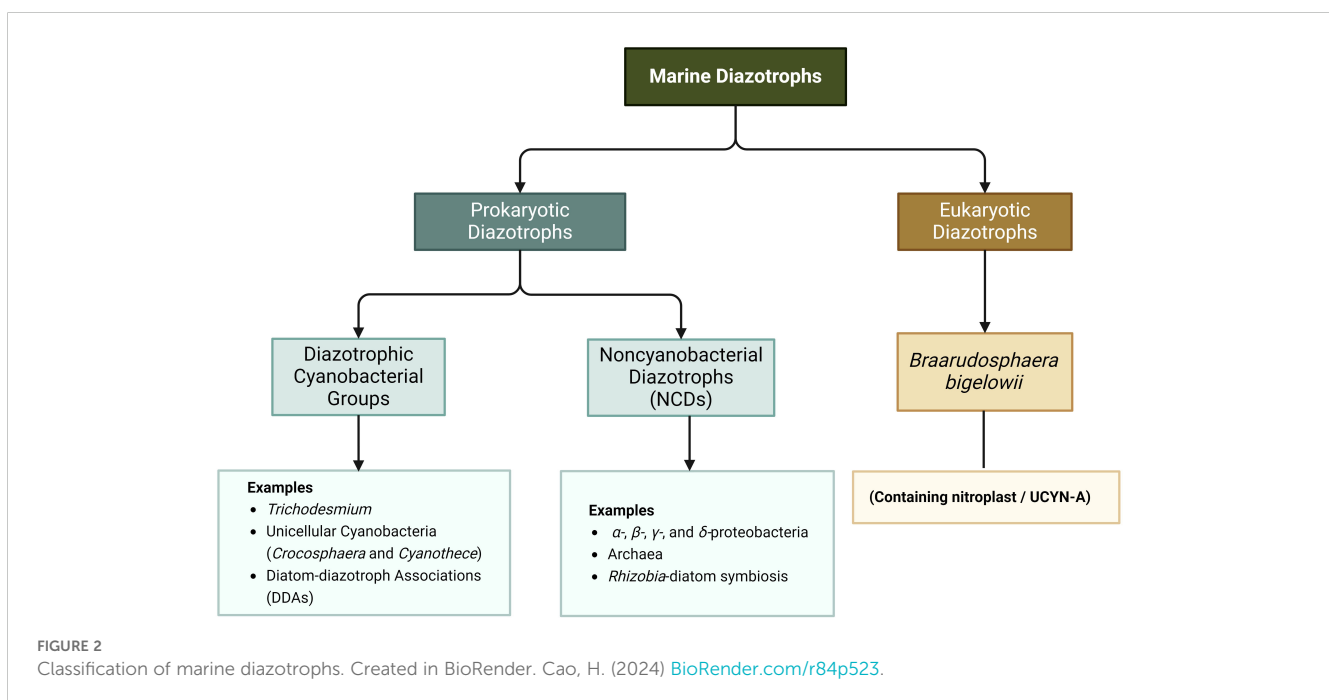 Marine Diazotrophs
Prokaryotic
Diazotrophs
Eukaryotic
Diazotrophs
Diazotrophic
Cyanobacterial
Groups
Noncyanobacterial
Diazotrophs
(NCDs)
Braarudosphaera
bigelowii
Examples
• Trichodesmium
• Unicellular Cyanobacteria
(Crocosphaera and Cyanothece)
• Diatom-diazotroph Associations
(DDAs)
Examples
• α-, β-, γ-, and δ-proteobacteria
• Archaea
• Rhizobia-diatom symbiosis
(Containing nitroplast / UCYN-A)
FIGURE 2
Classification of marine diazotrophs. Created in BioRender. Cao, H. (2024) BioRender.com/r84p523.